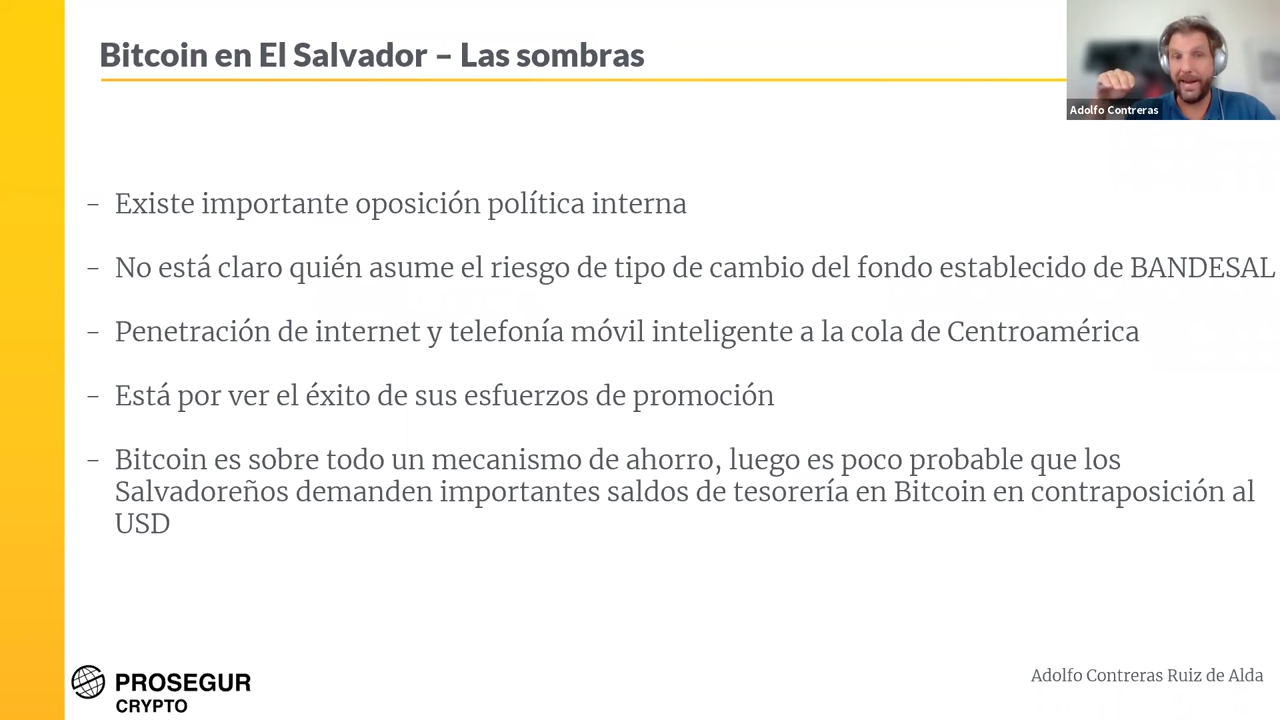 Bitcoin en El Salvador – Las sombras
Adolfo Contreras
- Existe importante oposición política interna
- No está claro quién asume el riesgo de tipo de cambio del fondo establecido de BANDESAL
- Penetración de internet y telefonía móvil inteligente a la cola de Centroamérica
- Está por ver el éxito de sus esfuerzos de promoción
- Bitcoin es sobre todo un mecanismo de ahorro, luego es poco probable que los
Salvadoreños demanden importantes saldos de tesorería en Bitcoin en contraposición al
USD
PROSEGUR
CRYPTO
Adolfo Contreras Ruiz de Alda